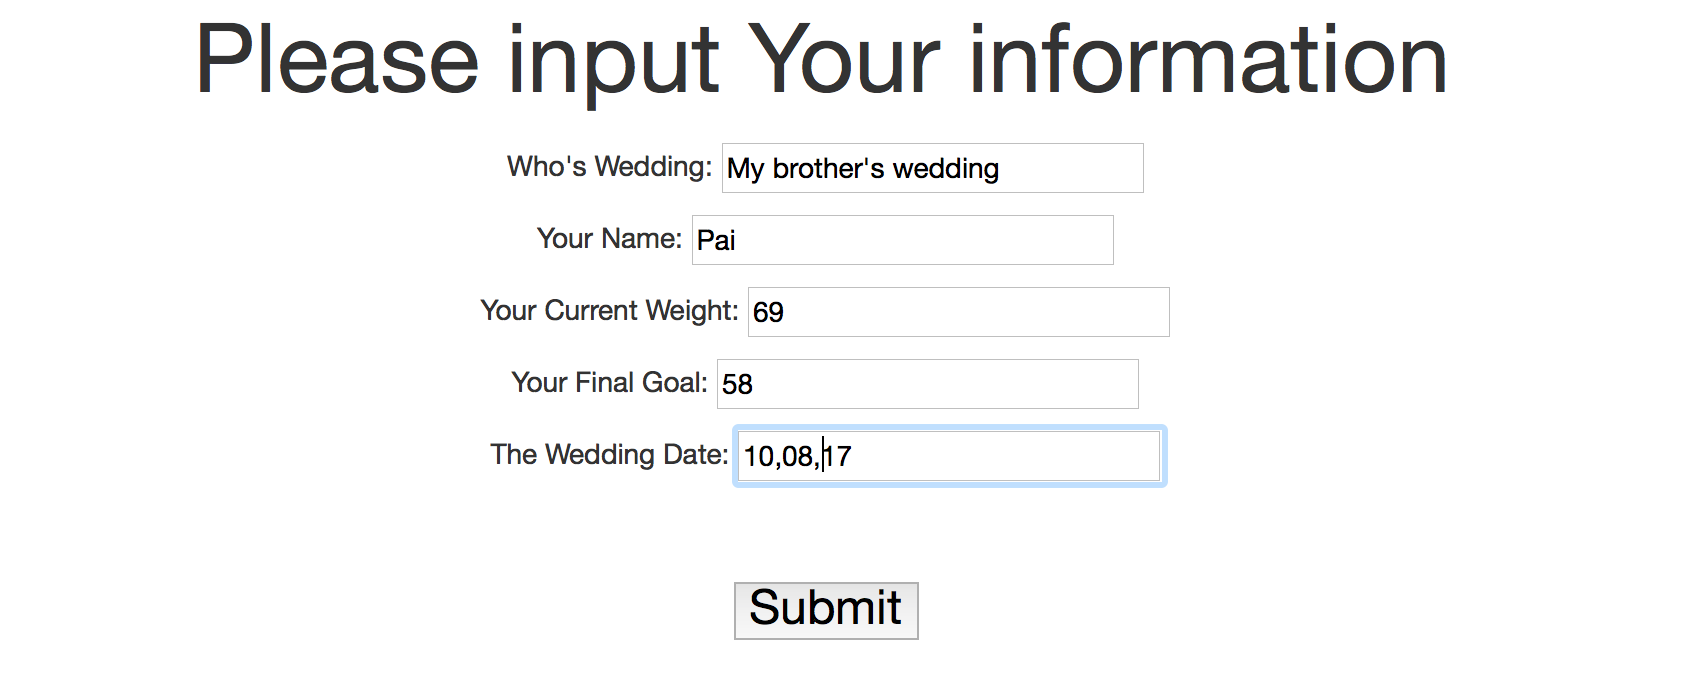 Please input Your information
Who's Wedding: My brother's wedding
Your Name: Pai
Your Current Weight: 69
Your Final Goal: 58
The Wedding Date: 10,08,17
Submit